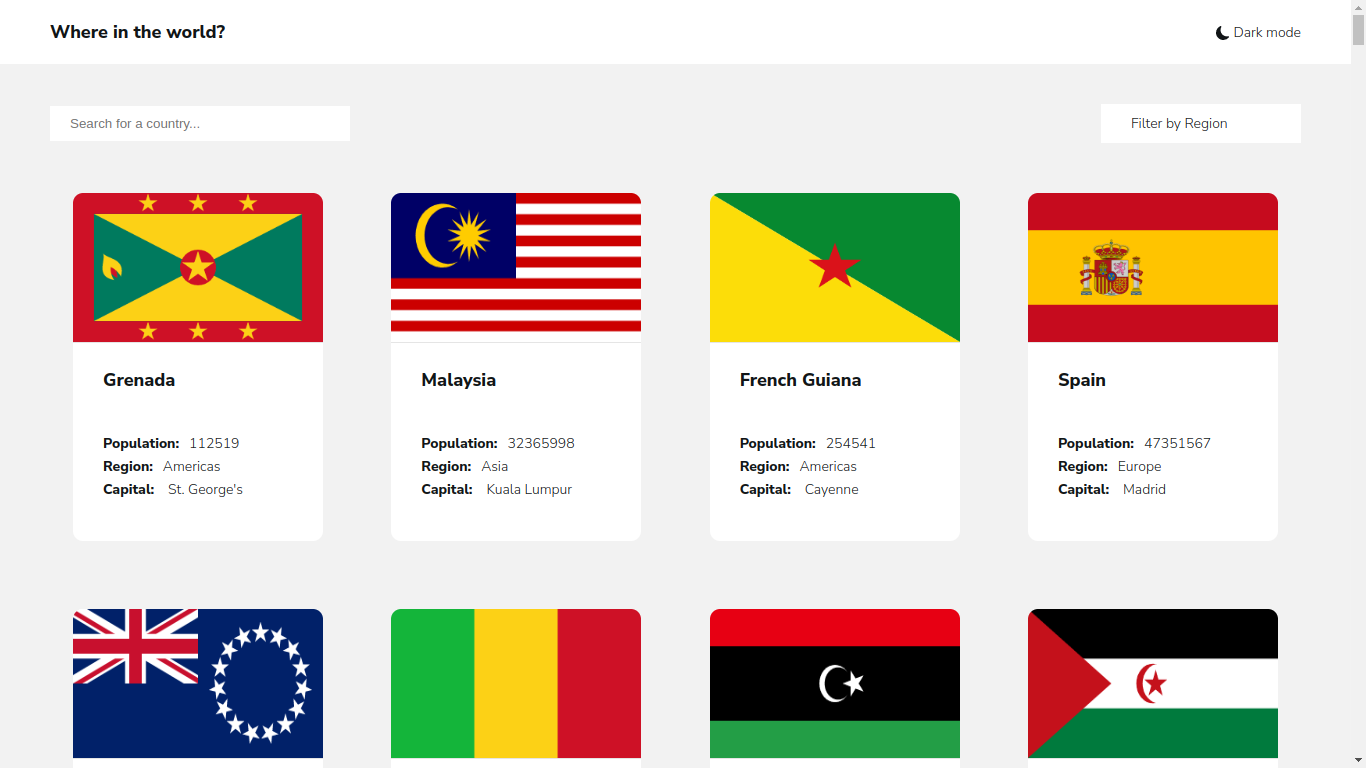 Where in the world?
Dark mode
Search for a country...
Filter by Region
Grenada
Population: 112519
Region: Americas
Capital: St. George's
Malaysia
Population: 32365998
Region: Asia
Capital: Kuala Lumpur
French Guiana
Population: 254541
Region: Americas
Capital: Cayenne
Spain
Population: 47351567
Region: Europe
Capital: Madrid